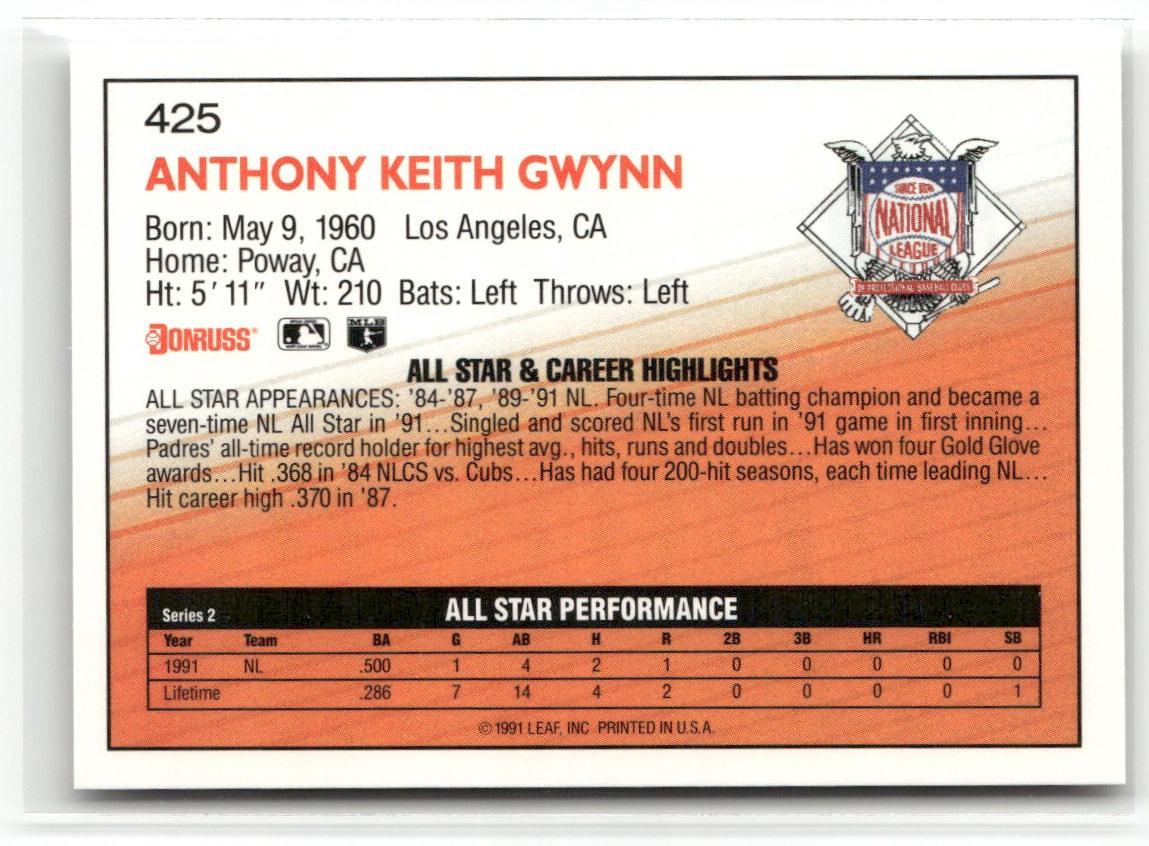 425
ANTHONY KEITH GWYNN
Born: May 9, 1960 Los Angeles, CA
Home: Poway, CA
Ht: 5' 11" Wt: 210 Bats: Left Throws: Left
SINCE 1876
NATIONAL
LEAGUE
OF PROFESSIONAL BASEBALL CLUBS
DONRUSS®
MLB
ALL STAR & CAREER HIGHLIGHTS
ALL STAR APPEARANCES: '84-'87, '89-'91 NL. Four-time NL batting champion and became a
seven-time NL All Star in '91...Singled and scored NL's first run in '91 game in first inning...
Padres' all-time record holder for highest avg., hits, runs and doubles...Has won four Gold Glove
awards...Hit .368 in '84 NLCS vs. Cubs...Has had four 200-hit seasons, each time leading NL...
Hit career high .370 in '87.
Series 2 ALL STAR PERFORMANCE
Year Team BA G AB H R 2B 3B HR RBI SB
1991 NL .500 1 4 2 1 0 0 0 0 0
Lifetime .286 7 14 4 2 0 0 0 0 1
©1991 LEAF, INC PRINTED IN U.S.A.